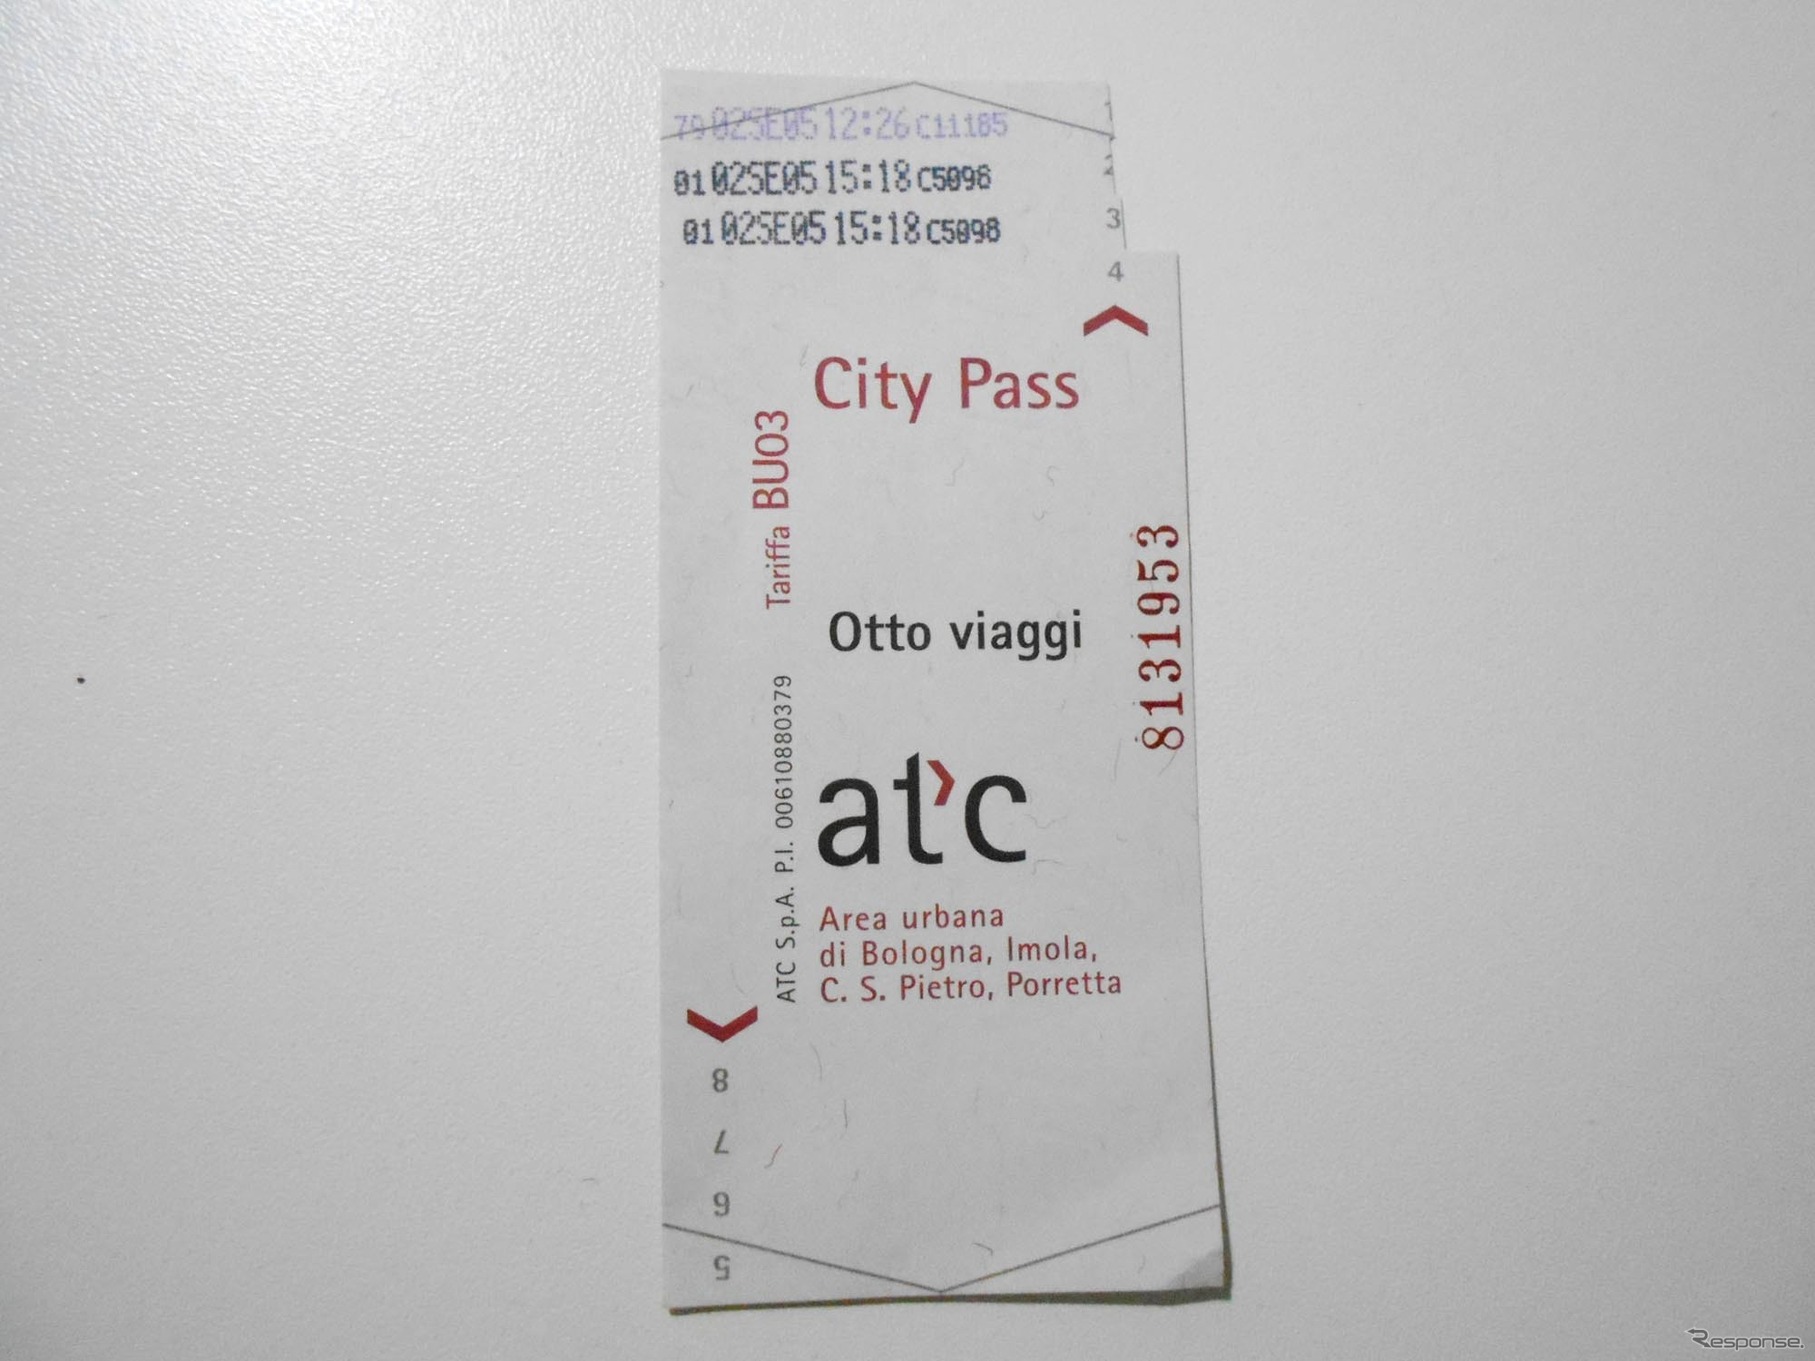 79 02SE05 12:26 C11185
01 02SE05 15:18 C5098
01 02SE05 15:18 C5098
2
3
4
City Pass
Tariffa BU03
Otto viaggi
8131953
atc
ATC S.p.A. P.I. 00610880379
Area urbana
di Bologna, Imola,
C. S. Pietro, Porretta
8
7
6
5
Response.